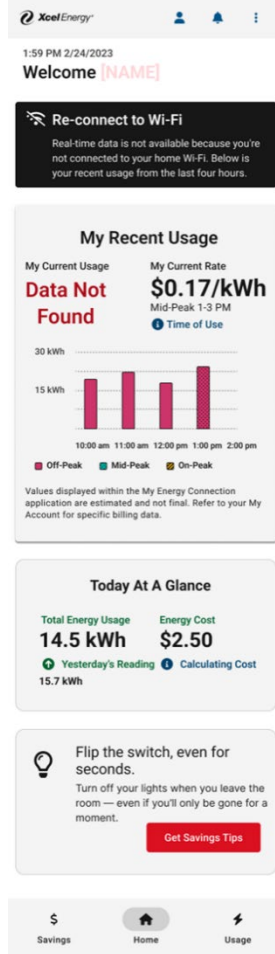 Xcel Energy
1:59 PM 2/24/2023
Welcome [NAME]
Re-connect to Wi-Fi
Real-time data is not available because you're
not connected to your home Wi-Fi. Below is
your recent usage from the last four hours.
My Recent Usage
My Current Usage
Data Not
Found
My Current Rate
$0.17/kWh
Mid-Peak 1-3 PM
Time of Use
30 kWh
15 kWh
10:00 am 11:00 am 12:00 pm 1:00 pm 2:00 pm
Off-Peak Mid-Peak On-Peak
Values displayed within the My Energy Connection
application are estimated and not final. Refer to your My
Account for specific billing data.
Today At A Glance
Total Energy Usage
14.5 kWh
Yesterday's Reading
15.7 kWh
Energy Cost
$2.50
Calculating Cost
Flip the switch, even for
seconds.
Turn off your lights when you leave the
room — even if you'll only be gone for a
moment.
Get Savings Tips
$
Savings
Home
Usage